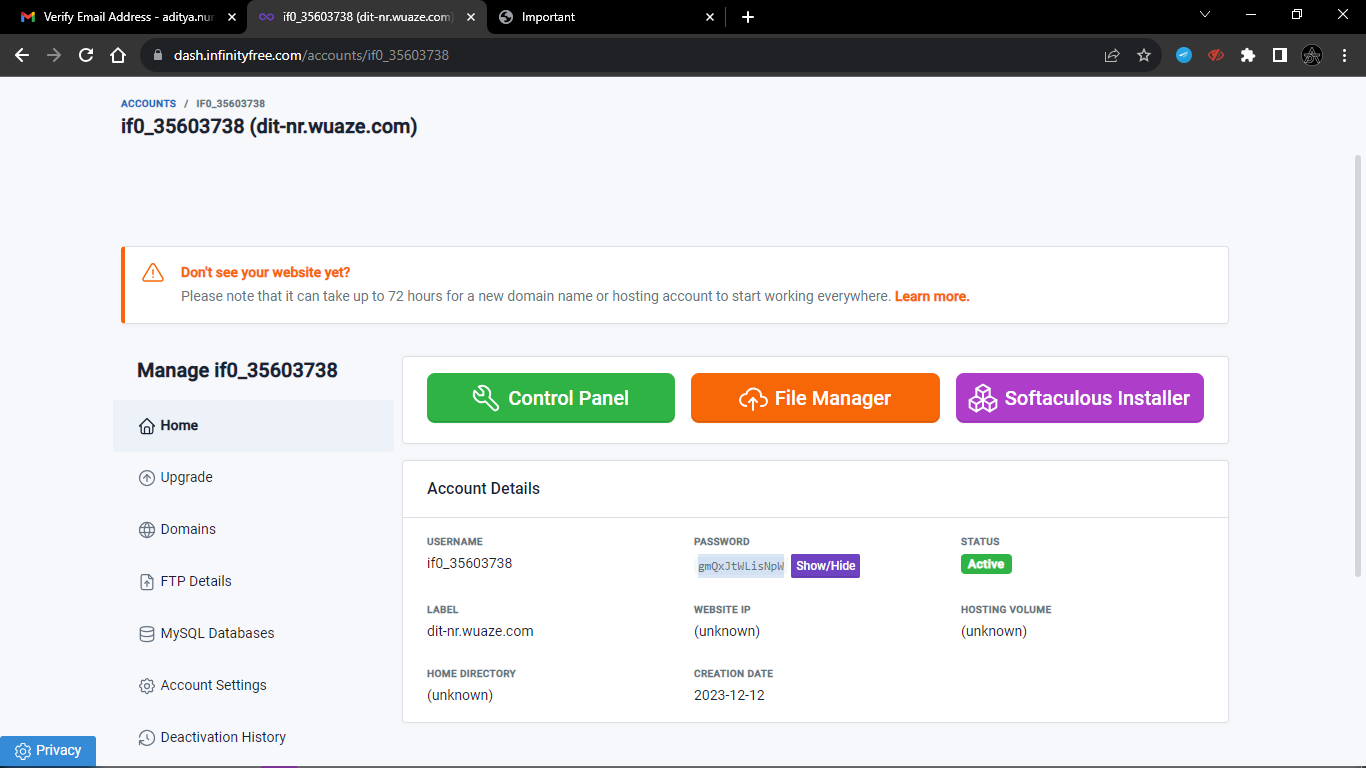 Verify Email Address - aditya.nur
if0_35603738 (dit-nr.wuaze.com)
Important
dash.infinityfree.com/accounts/if0_35603738
ACCOUNTS / IF0_35603738
if0_35603738 (dit-nr.wuaze.com)
Don't see your website yet?
Please note that it can take up to 72 hours for a new domain name or hosting account to start working everywhere. Learn more.
Manage if0_35603738
Home
Upgrade
Domains
FTP Details
MySQL Databases
Account Settings
Deactivation History
Control Panel
File Manager
Softaculous Installer
Account Details
USERNAME
if0_35603738
PASSWORD
gmQxJtWLisNpW
Show/Hide
STATUS
Active
LABEL
dit-nr.wuaze.com
WEBSITE IP
(unknown)
HOSTING VOLUME
(unknown)
HOME DIRECTORY
(unknown)
CREATION DATE
2023-12-12
Privacy